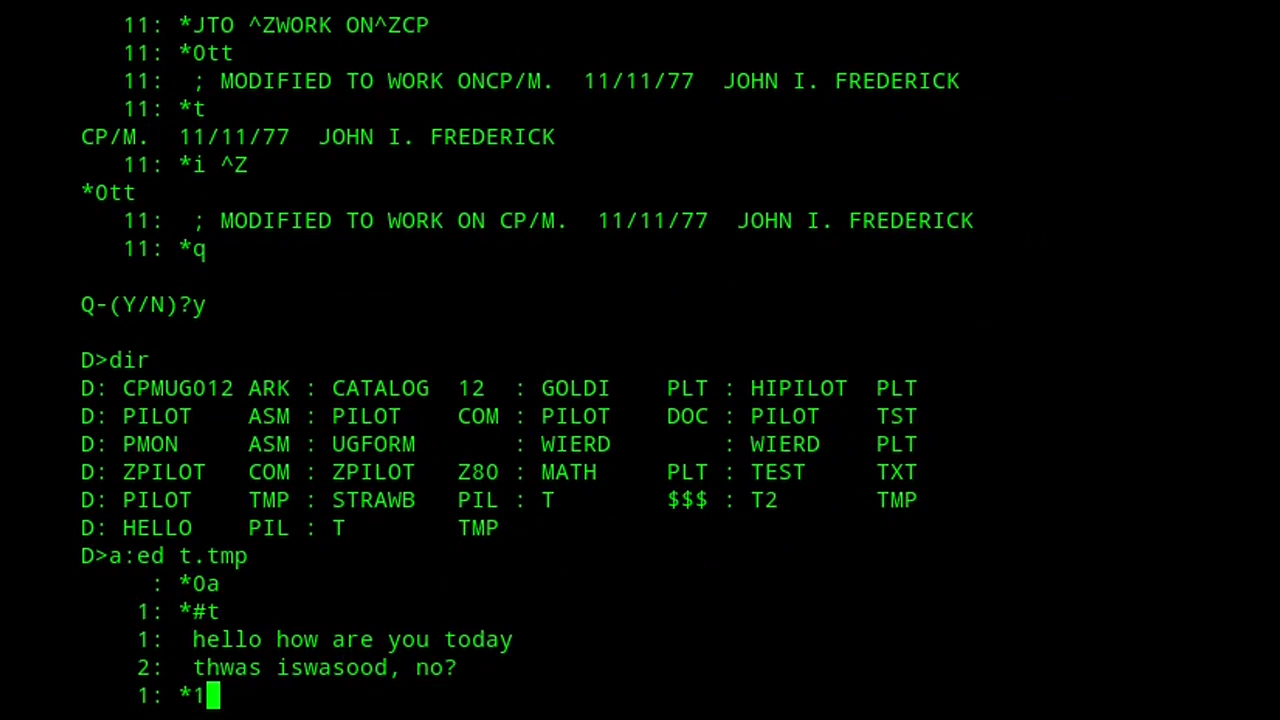 11: *JTO ^ZWORK ON^ZCP
11: *0tt
11:  ; MODIFIED TO WORK ONCP/M.  11/11/77  JOHN I. FREDERICK
11: *t
CP/M.  11/11/77  JOHN I. FREDERICK
11: *i ^Z
*0tt
11:  ; MODIFIED TO WORK ON CP/M.  11/11/77  JOHN I. FREDERICK
11: *q
Q-(Y/N)?y
D>dir
D: CPMUG012 ARK : CATALOG  12  : GOLDI    PLT : HIPILOT  PLT
D: PILOT    ASM : PILOT    COM : PILOT    DOC : PILOT    TST
D: PMON     ASM : UGFORM       : WIERD        : WIERD    PLT
D: ZPILOT   COM : ZPILOT   Z80 : MATH     PLT : TEST     TXT
D: PILOT    TMP : STRAWB   PIL : T        $$$ : T2       TMP
D: HELLO    PIL : T        TMP
D>a:ed t.tmp
: *0a
1: *#t
1:  hello how are you today
2:  thwas iswasood, no?
1: *1